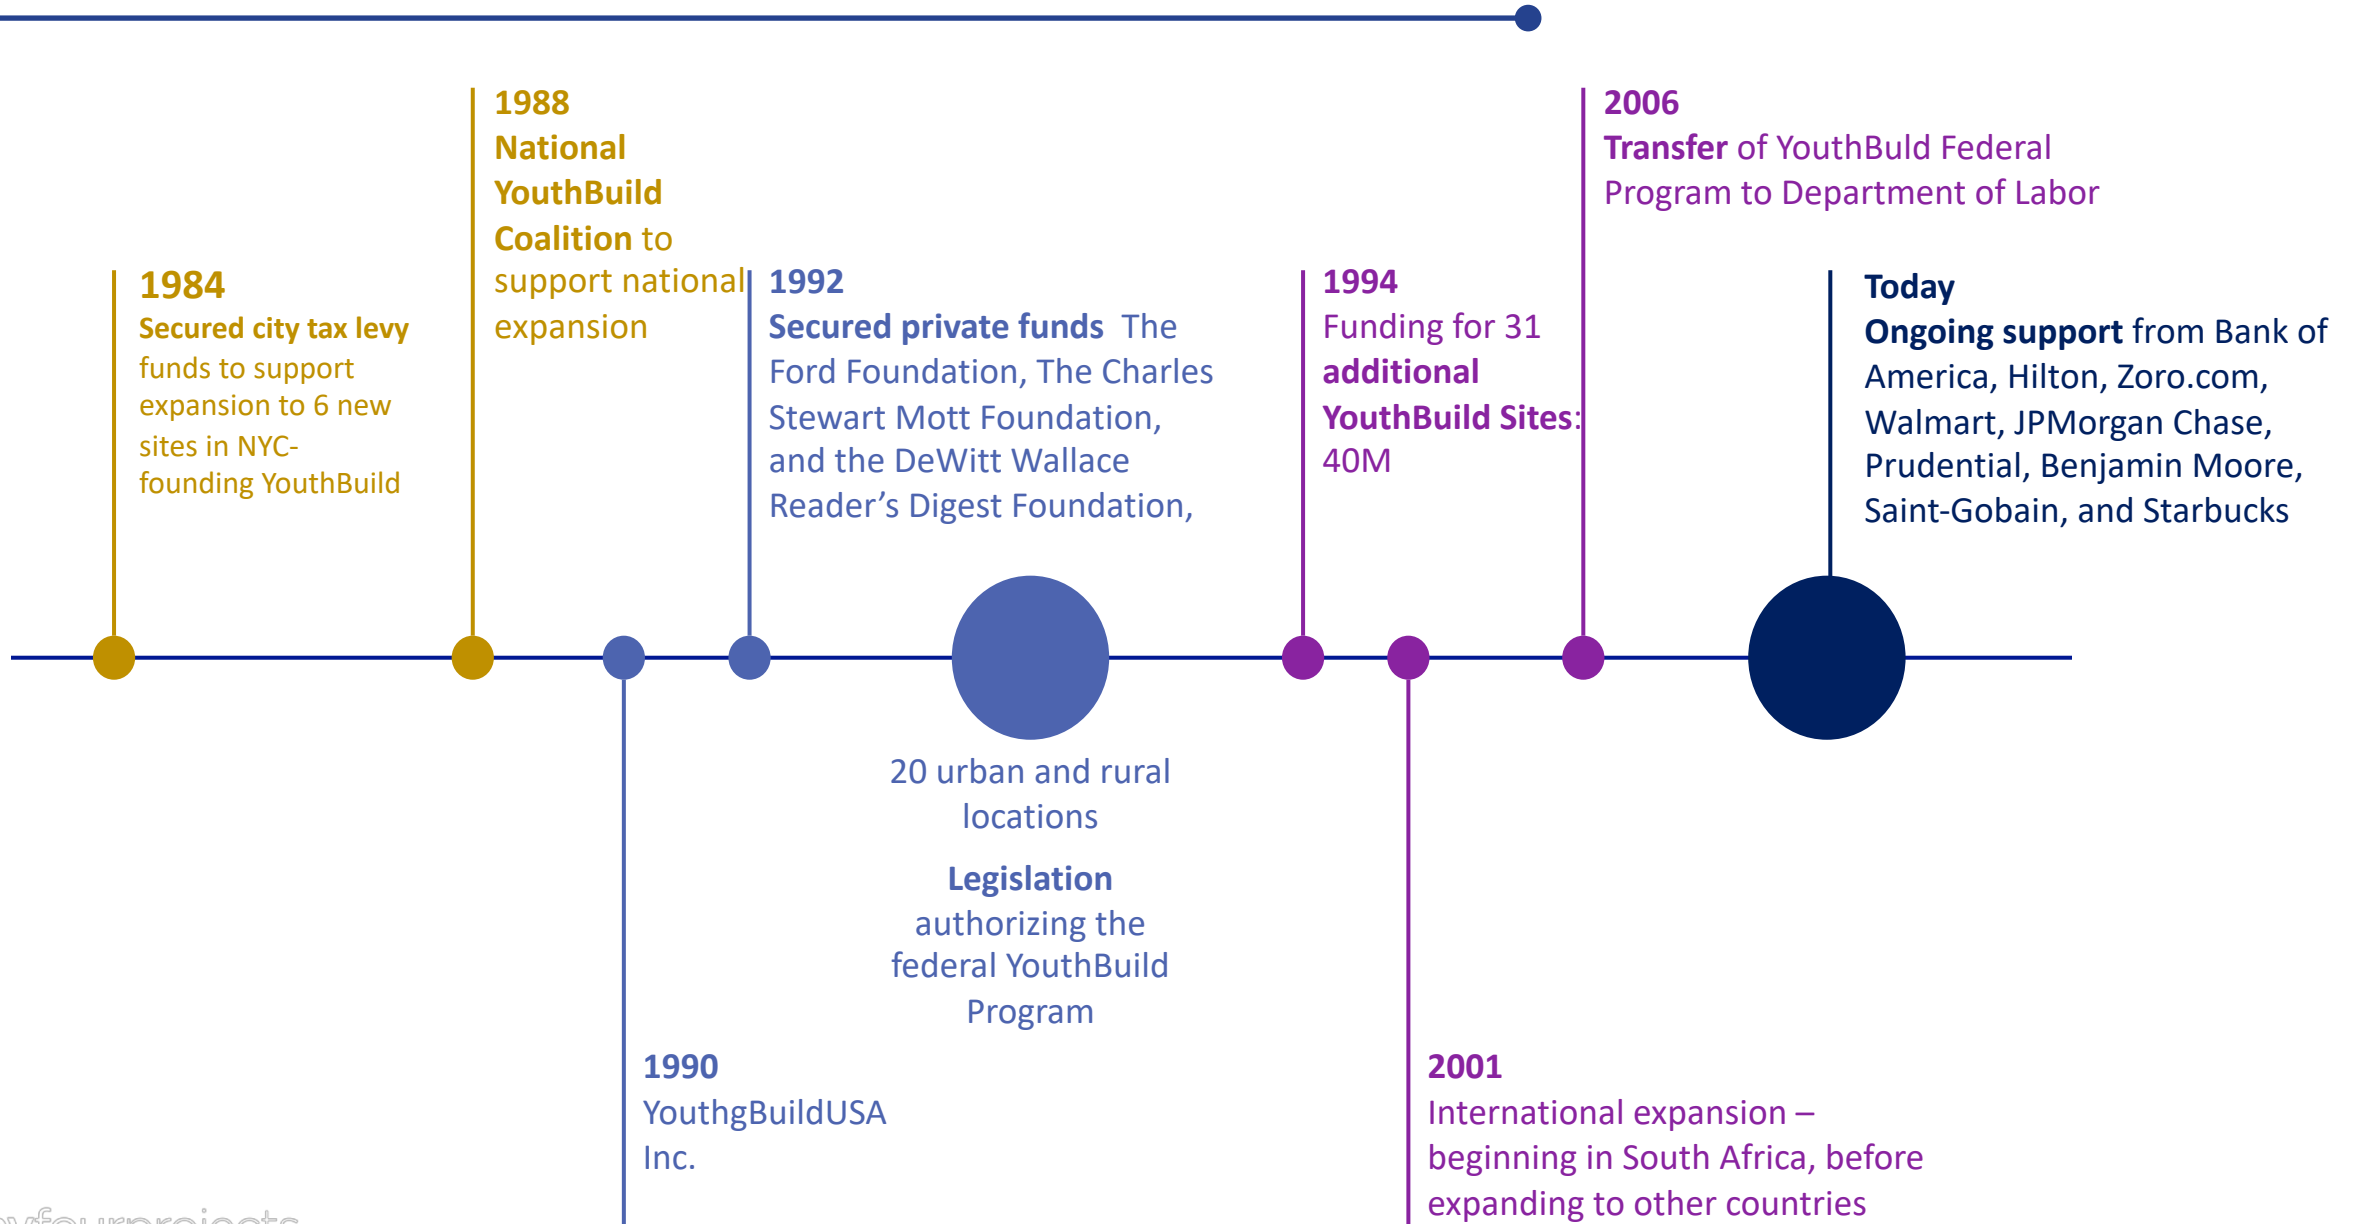 1984
Secured city tax levy
funds to support
expansion to 6 new
sites in NYC-
founding YouthBuild
1988
National
YouthBuild
Coalition to
support national
expansion
1990
YouthgBuildUSA
Inc.
1992
Secured private funds The
Ford Foundation, The Charles
Stewart Mott Foundation,
and the DeWitt Wallace
Reader’s Digest Foundation,
20 urban and rural
locations
Legislation
authorizing the
federal YouthBuild
Program
1994
Funding for 31
additional
YouthBuild Sites:
40M
2001
International expansion –
beginning in South Africa, before
expanding to other countries
2006
Transfer of YouthBuld Federal
Program to Department of Labor
Today
Ongoing support from Bank of
America, Hilton, Zoro.com,
Walmart, JPMorgan Chase,
Prudential, Benjamin Moore,
Saint-Gobain, and Starbucks